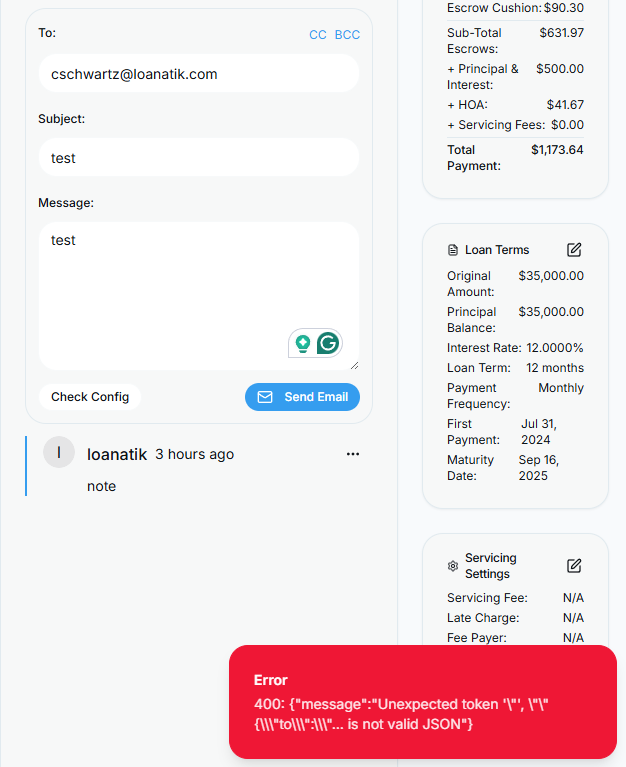 To:
CC BCC
cschwartz@loanatik.com
Subject:
test
Message:
test
Check Config
Send Email
I
loanatik 3 hours ago
note
Escrow Cushion: $90.30
Sub-Total $631.97
Escrows:
+ Principal & $500.00
Interest:
+ HOA: $41.67
+ Servicing Fees: $0.00
Total $1,173.64
Payment:
Loan Terms
Original $35,000.00
Amount:
Principal $35,000.00
Balance:
Interest Rate: 12.0000%
Loan Term: 12 months
Payment Monthly
Frequency:
First Jul 31,
Payment: 2024
Maturity Sep 16,
Date: 2025
Servicing
Settings
Servicing Fee: N/A
Late Charge: N/A
Fee Payer: N/A
Error
400: {"message":"Unexpected token '\"', \"\"
{\\\"to\\\":\\\"... is not valid JSON"}